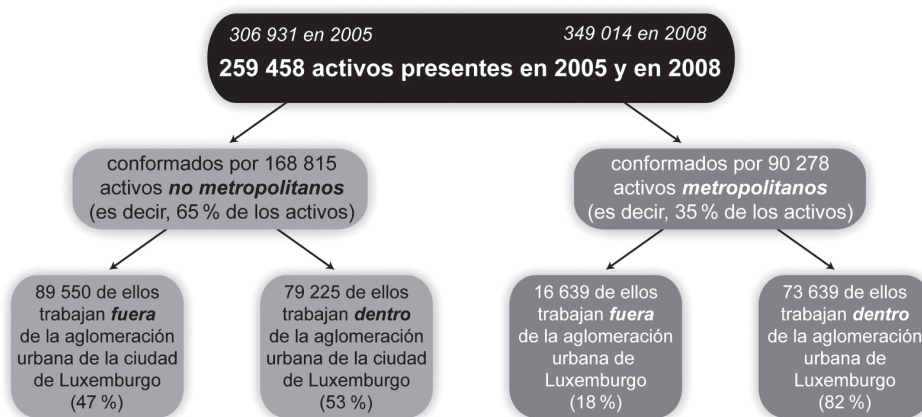 306 931 en 2005
349 014 en 2008
259 458 activos presentes en 2005 y en 2008
conformados por 168 815
activos no metropolitanos
(es decir, 65 % de los activos)
conformados por 90 278
activos metropolitanos
(es decir, 35 % de los activos)
89 550 de ellos
trabajan fuera
de la aglomeración
urbana de la ciudad
de Luxemburgo
(47 %)
79 225 de ellos
trabajan dentro
de la aglomeración
urbana de la ciudad
de Luxemburgo
(53 %)
16 639 de ellos
trabajan fuera
de la aglomeración
urbana de
Luxemburgo
(18 %)
73 639 de ellos
trabajan dentro
de la aglomeración
urbana de
Luxemburgo
(82 %)